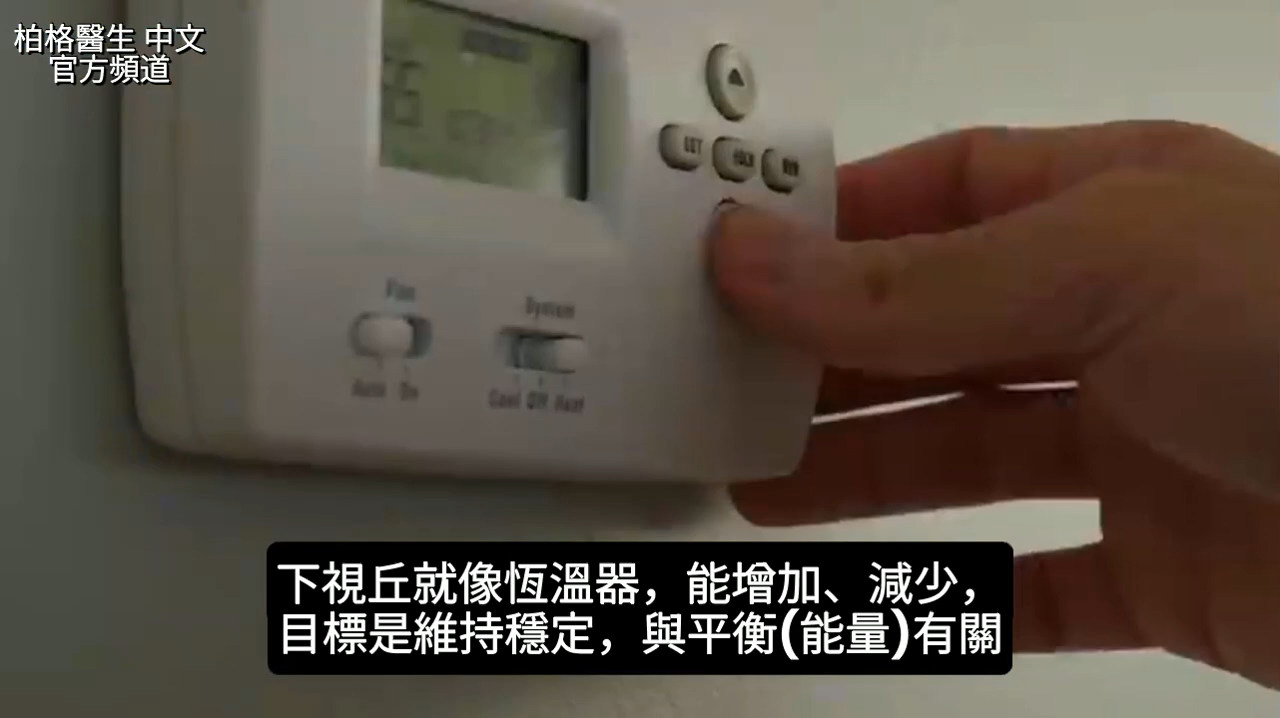 柏格醫生 中文
官方頻道
Fan
System
Auto On
Cool Off Heat
下視丘就像恆溫器，能增加、減少，
目標是維持穩定，與平衡(能量)有關